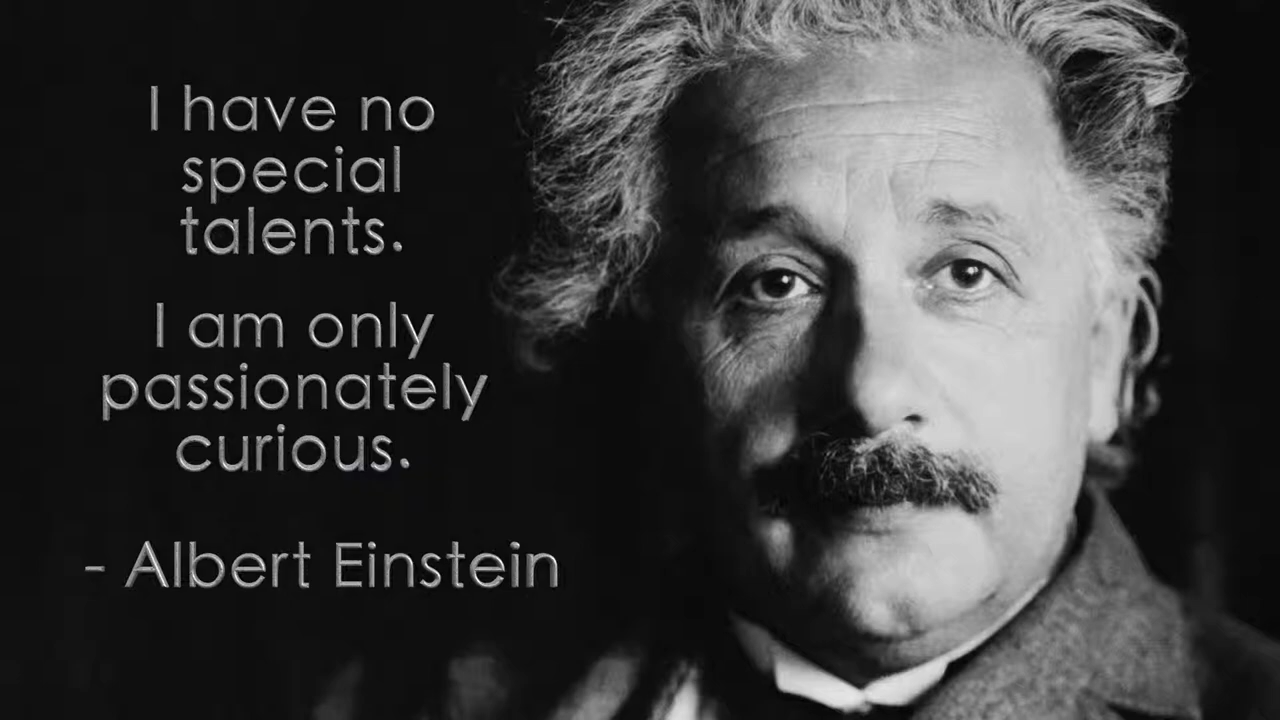 I have no
special
talents.
I am only
passionately
curious.
- Albert Einstein